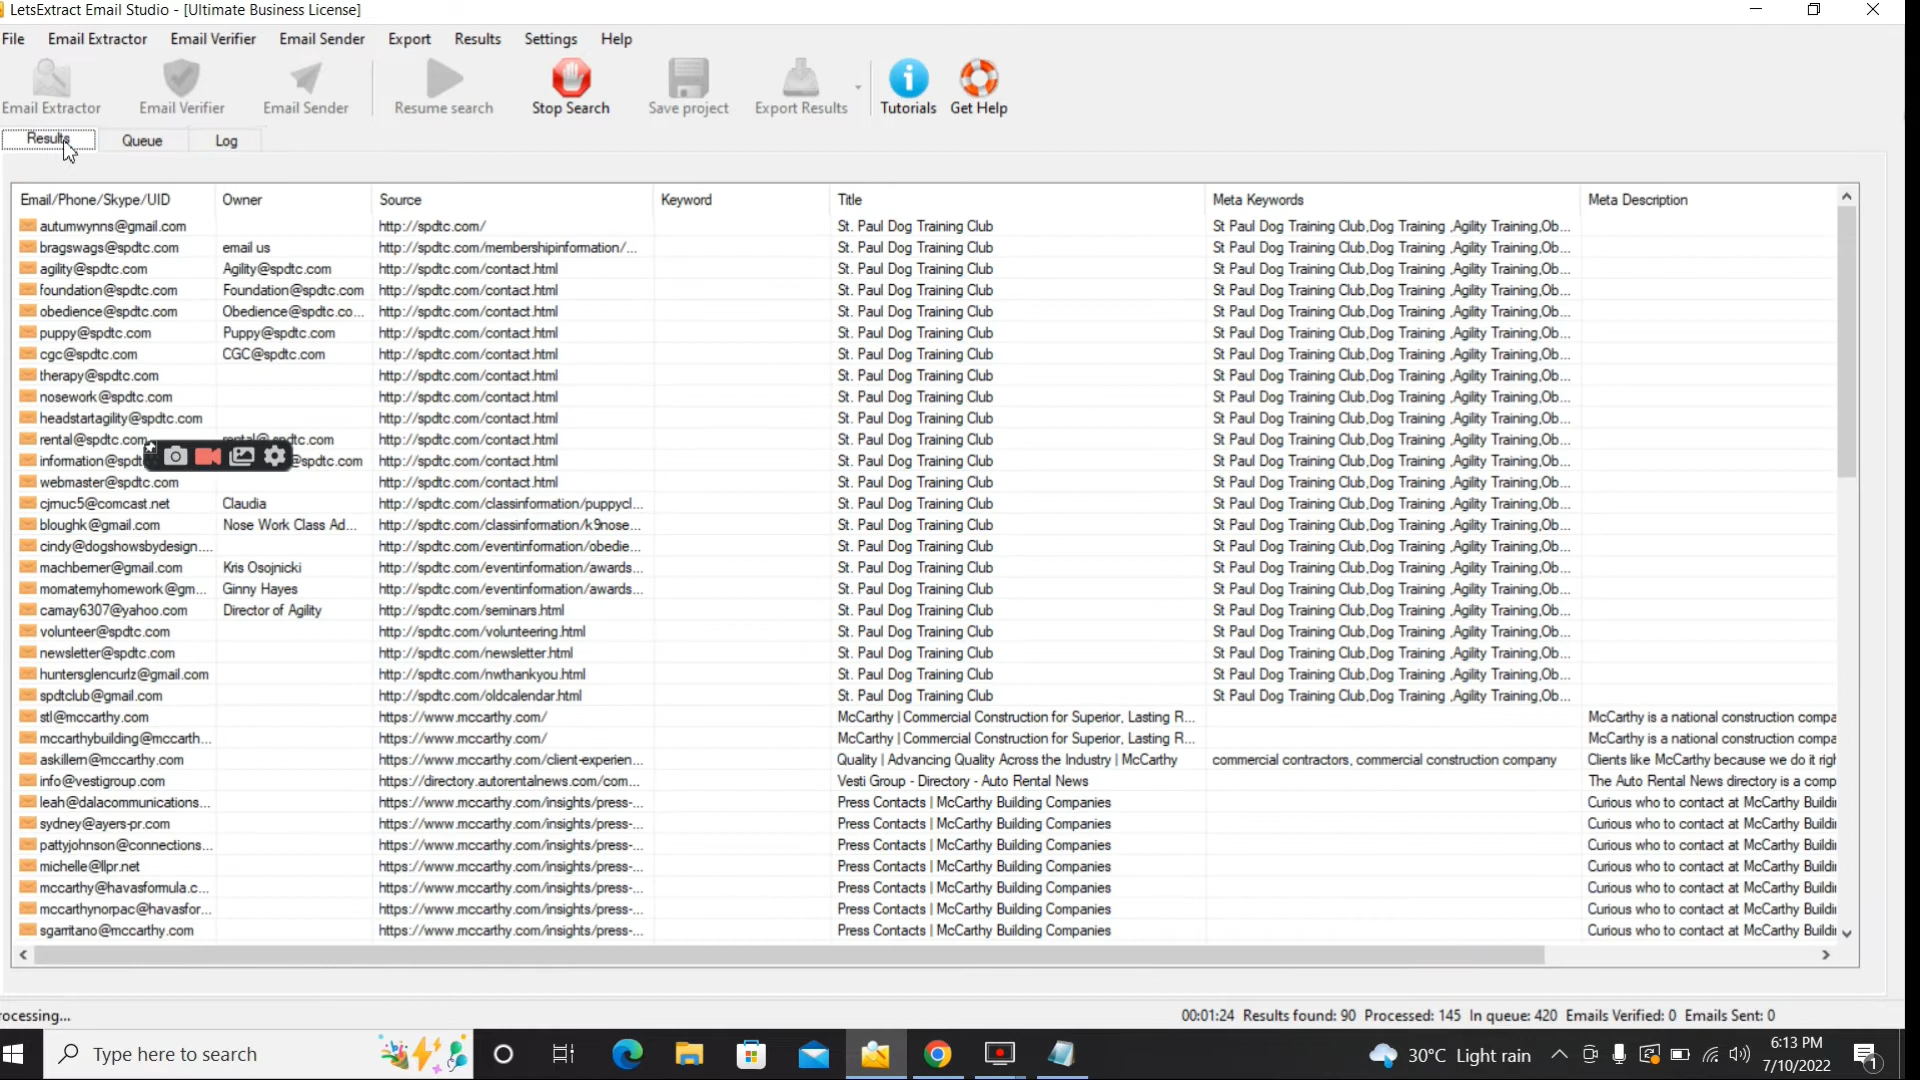 LetsExtract Email Studio - [Ultimate Business License]
File Email Extractor Email Verifier Email Sender Export Results Settings Help
Email Extractor Email Verifier Email Sender Resume search Stop Search Save project Export Results Tutorials Get Help
Results Queue Log
Email/Phone/Skype/UID Owner Source Keyword Title Meta Keywords Meta Description
autumwynns@gmail.com http://spdtc.com/ St. Paul Dog Training Club St Paul Dog Training Club,Dog Training ,Agility Training,Ob...
bragswags@spdtc.com email us http://spdtc.com/membershipinformation/... St. Paul Dog Training Club St Paul Dog Training Club,Dog Training ,Agility Training,Ob...
agility@spdtc.com Agility@spdtc.com http://spdtc.com/contact.html St. Paul Dog Training Club St Paul Dog Training Club,Dog Training ,Agility Training,Ob...
foundation@spdtc.com Foundation@spdtc.com http://spdtc.com/contact.html St. Paul Dog Training Club St Paul Dog Training Club,Dog Training ,Agility Training,Ob...
obedience@spdtc.com Obedience@spdtc.co... http://spdtc.com/contact.html St. Paul Dog Training Club St Paul Dog Training Club,Dog Training ,Agility Training,Ob...
puppy@spdtc.com Puppy@spdtc.com http://spdtc.com/contact.html St. Paul Dog Training Club St Paul Dog Training Club,Dog Training ,Agility Training,Ob...
cgc@spdtc.com CGC@spdtc.com http://spdtc.com/contact.html St. Paul Dog Training Club St Paul Dog Training Club,Dog Training ,Agility Training,Ob...
therapy@spdtc.com http://spdtc.com/contact.html St. Paul Dog Training Club St Paul Dog Training Club,Dog Training ,Agility Training,Ob...
nosework@spdtc.com http://spdtc.com/contact.html St. Paul Dog Training Club St Paul Dog Training Club,Dog Training ,Agility Training,Ob...
headstartagility@spdtc.com http://spdtc.com/contact.html St. Paul Dog Training Club St Paul Dog Training Club,Dog Training ,Agility Training,Ob...
rental@spdtc.com rental@spdtc.com http://spdtc.com/contact.html St. Paul Dog Training Club St Paul Dog Training Club,Dog Training ,Agility Training,Ob...
information@spdt @spdtc.com http://spdtc.com/contact.html St. Paul Dog Training Club St Paul Dog Training Club,Dog Training ,Agility Training,Ob...
webmaster@spdtc.com http://spdtc.com/contact.html St. Paul Dog Training Club St Paul Dog Training Club,Dog Training ,Agility Training,Ob...
cjmuc5@comcast.net Claudia http://spdtc.com/classinformation/puppycl... St. Paul Dog Training Club St Paul Dog Training Club,Dog Training ,Agility Training,Ob...
bloughk@gmail.com Nose Work Class Ad... http://spdtc.com/classinformation/k9nose... St. Paul Dog Training Club St Paul Dog Training Club,Dog Training ,Agility Training,Ob...
cindy@dogshowsbydesign.... http://spdtc.com/eventinformation/obedie... St. Paul Dog Training Club St Paul Dog Training Club,Dog Training ,Agility Training,Ob...
machberner@gmail.com Kris Osojnicki http://spdtc.com/eventinformation/awards... St. Paul Dog Training Club St Paul Dog Training Club,Dog Training ,Agility Training,Ob...
momatemyhomework@gm... Ginny Hayes http://spdtc.com/eventinformation/awards... St. Paul Dog Training Club St Paul Dog Training Club,Dog Training ,Agility Training,Ob...
camay6307@yahoo.com Director of Agility http://spdtc.com/seminars.html St. Paul Dog Training Club St Paul Dog Training Club,Dog Training ,Agility Training,Ob...
volunteer@spdtc.com http://spdtc.com/volunteering.html St. Paul Dog Training Club St Paul Dog Training Club,Dog Training ,Agility Training,Ob...
newsletter@spdtc.com http://spdtc.com/newsletter.html St. Paul Dog Training Club St Paul Dog Training Club,Dog Training ,Agility Training,Ob...
huntersglencurlz@gmail.com http://spdtc.com/nwthankyou.html St. Paul Dog Training Club St Paul Dog Training Club,Dog Training ,Agility Training,Ob...
spdtclub@gmail.com http://spdtc.com/oldcalendar.html St. Paul Dog Training Club St Paul Dog Training Club,Dog Training ,Agility Training,Ob...
stl@mccarthy.com https://www.mccarthy.com/ McCarthy | Commercial Construction for Superior, Lasting R... McCarthy is a national construction compa
mccarthybuilding@mccarth... https://www.mccarthy.com/ McCarthy | Commercial Construction for Superior, Lasting R... McCarthy is a national construction compa
askillern@mccarthy.com https://www.mccarthy.com/client-experien... Quality | Advancing Quality Across the Industry | McCarthy commercial contractors, commercial construction company Clients like McCarthy because we do it righ
info@vestigroup.com https://directory.autorentalnews.com/com... Vesti Group - Directory - Auto Rental News The Auto Rental News directory is a comp
leah@dalacommunications... https://www.mccarthy.com/insights/press-... Press Contacts | McCarthy Building Companies Curious who to contact at McCarthy Buildi
sydney@ayers-pr.com https://www.mccarthy.com/insights/press-... Press Contacts | McCarthy Building Companies Curious who to contact at McCarthy Buildi
pattyjohnson@connections... https://www.mccarthy.com/insights/press-... Press Contacts | McCarthy Building Companies Curious who to contact at McCarthy Buildi
michelle@llpr.net https://www.mccarthy.com/insights/press-... Press Contacts | McCarthy Building Companies Curious who to contact at McCarthy Buildi
mccarthy@havasformula.c... https://www.mccarthy.com/insights/press-... Press Contacts | McCarthy Building Companies Curious who to contact at McCarthy Buildi
mccarthynorpac@havasfor... https://www.mccarthy.com/insights/press-... Press Contacts | McCarthy Building Companies Curious who to contact at McCarthy Buildi
sgarritano@mccarthy.com https://www.mccarthy.com/insights/press-... Press Contacts | McCarthy Building Companies Curious who to contact at McCarthy Buildi
rocessing... 00:01:24 Results found: 90 Processed: 145 In queue: 420 Emails Verified: 0 Emails Sent: 0
Type here to search 30°C Light rain 6:13 PM
7/10/2022 1